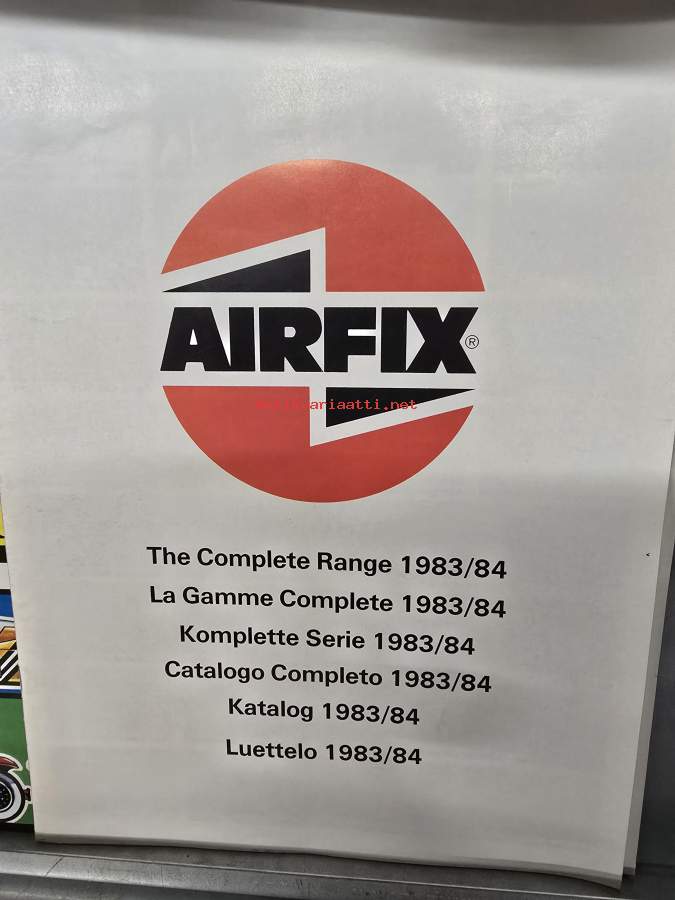 AIRFIX®
The Complete Range 1983/84
La Gamme Complete 1983/84
Komplette Serie 1983/84
Catalogo Completo 1983/84
Katalog 1983/84
Luettelo 1983/84